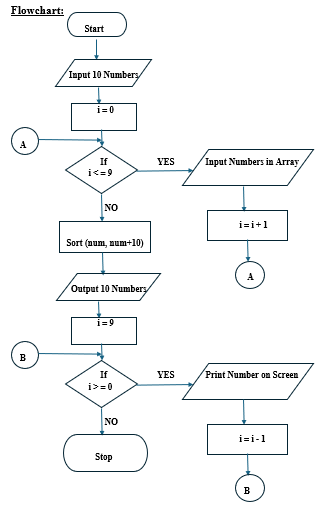 Flowchart:
Start
Input 10 Numbers
i = 0
A
If
i < = 9
YES
Input Numbers in Array
NO
i = i + 1
Sort (num, num+10)
A
Output 10 Numbers
i = 9
B
If
i > = 0
YES
Print Number on Screen
NO
i = i - 1
Stop
B